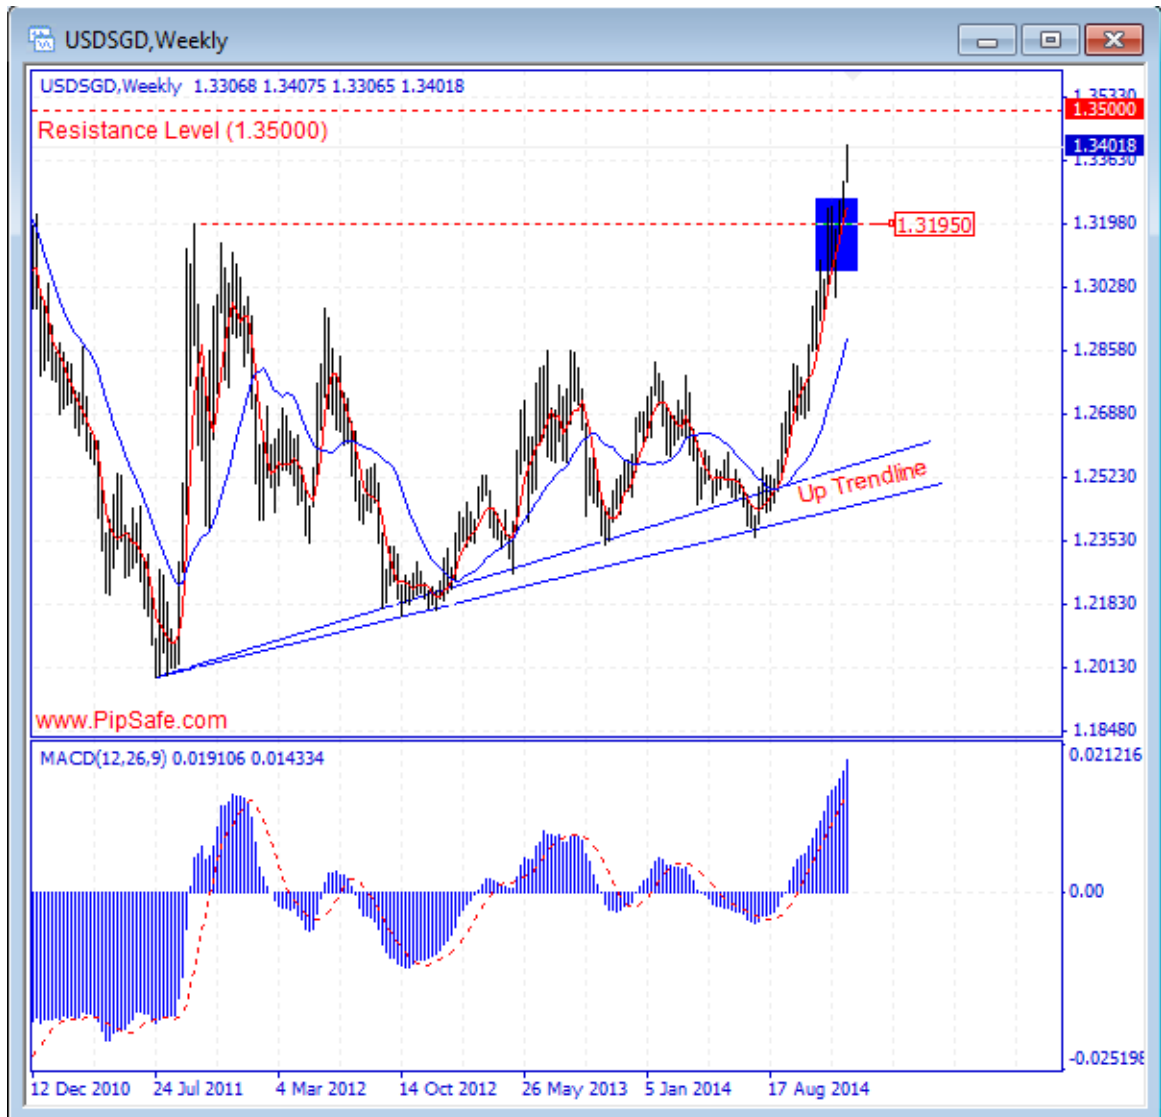 USDSGD,Weekly
USDSGD,Weekly 1.33068 1.34075 1.33065 1.34018
1.35330
1.35000
Resistance Level (1.35000)
1.34018
1.33630
1.31950
1.31980
1.30280
1.28580
1.26880
Up Trendline
1.25230
1.23530
1.21830
1.20130
www.PipSafe.com
1.18480
MACD(12,26,9) 0.019106 0.014334
0.021216
0.00
-0.025198
12 Dec 2010 24 Jul 2011 4 Mar 2012 14 Oct 2012 26 May 2013 5 Jan 2014 17 Aug 2014